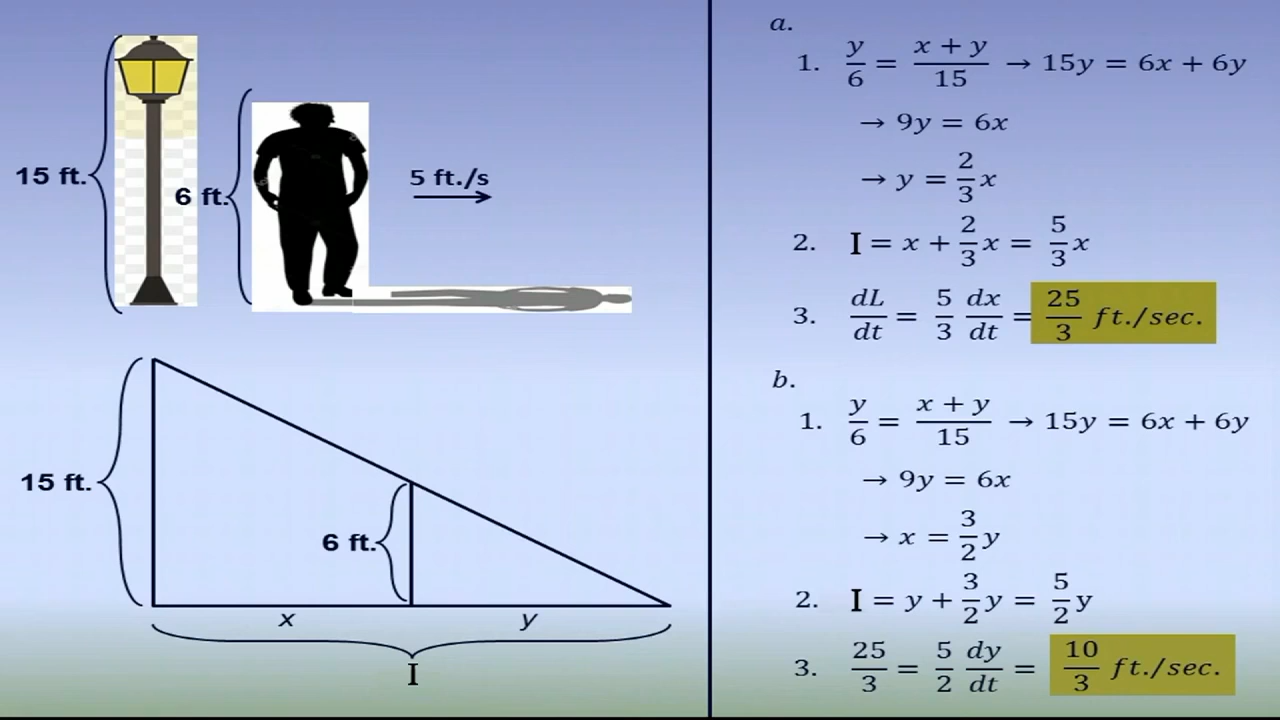 15 ft.
6 ft.
5 ft./s
15 ft.
6 ft.
x
y
I
a.
1. y/6 = (x + y)/15 → 15y = 6x + 6y
→ 9y = 6x
→ y = 2/3 x
2. I = x + 2/3 x = 5/3 x
3. dL/dt = 5/3 dx/dt = 25/3 ft./sec.
b.
1. y/6 = (x + y)/15 → 15y = 6x + 6y
→ 9y = 6x
→ x = 3/2 y
2. I = y + 3/2 y = 5/2 y
3. 25/3 = 5/2 dy/dt = 10/3 ft./sec.